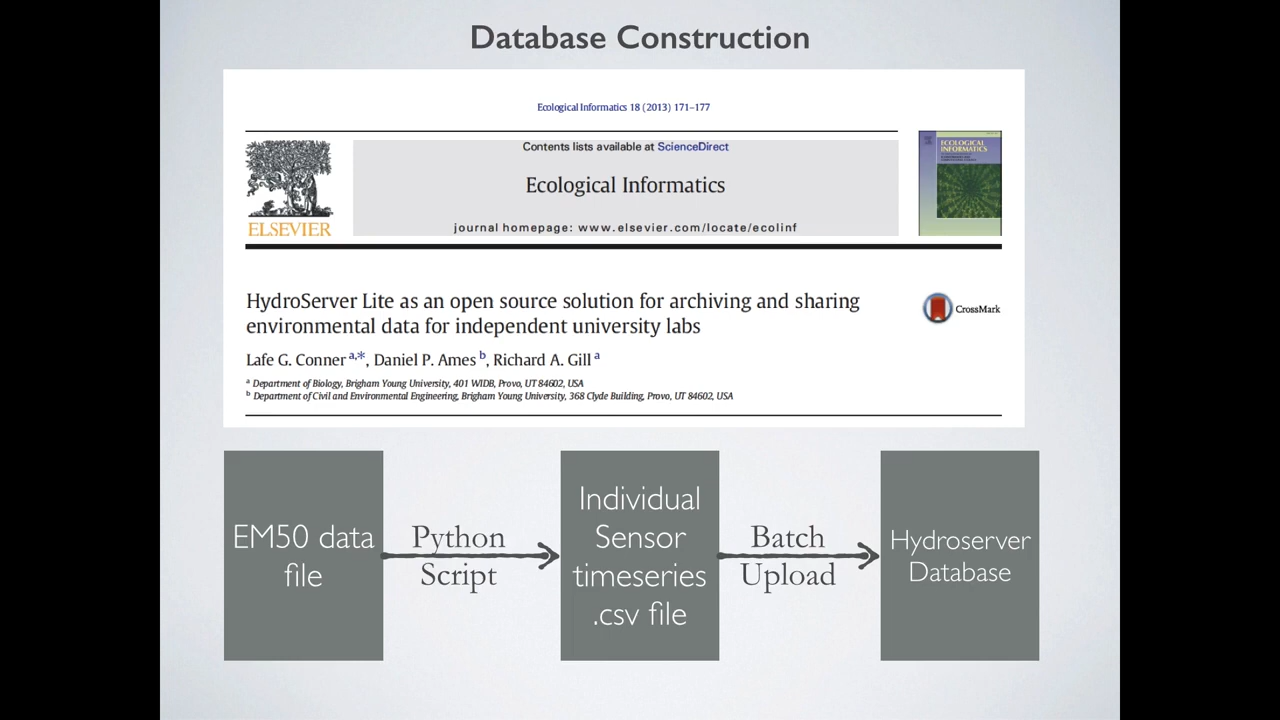 Database Construction
Ecological Informatics 18 (2013) 171–177
Contents lists available at ScienceDirect
Ecological Informatics
journal homepage: www.elsevier.com/locate/ecolinf
ELSEVIER
ECOLOGICAL
INFORMATICS
HydroServer Lite as an open source solution for archiving and sharing
environmental data for independent university labs
CrossMark
Lafe G. Conner a,*, Daniel P. Ames b, Richard A. Gill a
a Department of Biology, Brigham Young University, 401 WIDB, Provo, UT 84602, USA
b Department of Civil and Environmental Engineering, Brigham Young University, 368 Clyde Building, Provo, UT 84602, USA
EM50 data
file
Python
Script
Individual
Sensor
timeseries
.csv file
Batch
Upload
Hydroserver
Database